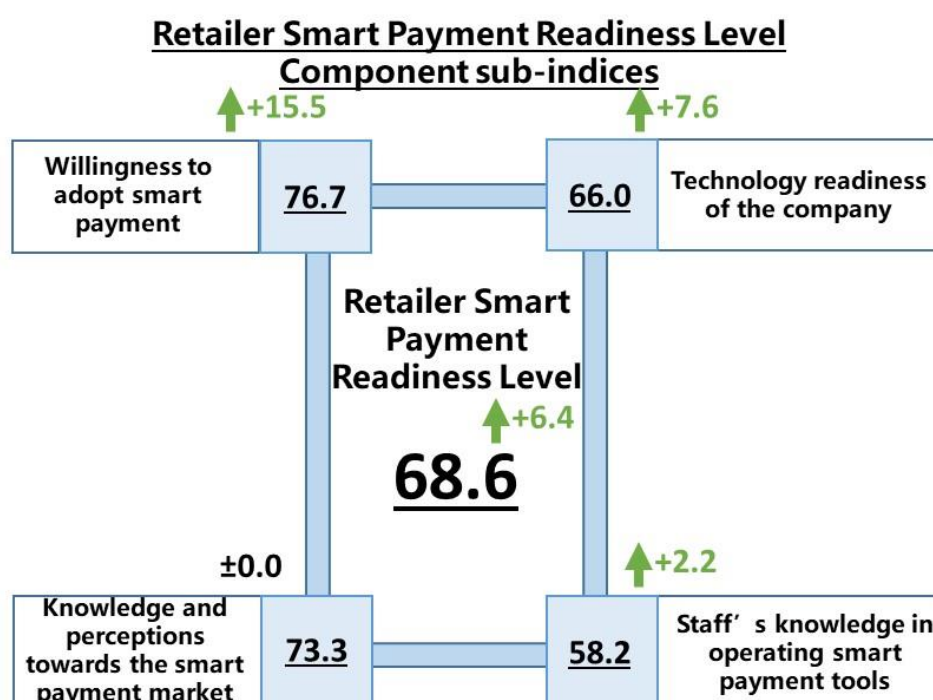 Retailer Smart Payment Readiness Level
Component sub-indices
+15.5
+7.6
Willingness to
adopt smart
payment
76.7
66.0
Technology readiness
of the company
Retailer Smart
Payment
Readiness Level
+6.4
68.6
±0.0
+2.2
Knowledge and
perceptions
towards the smart
payment market
73.3
58.2
Staff’ s knowledge in
operating smart
payment tools